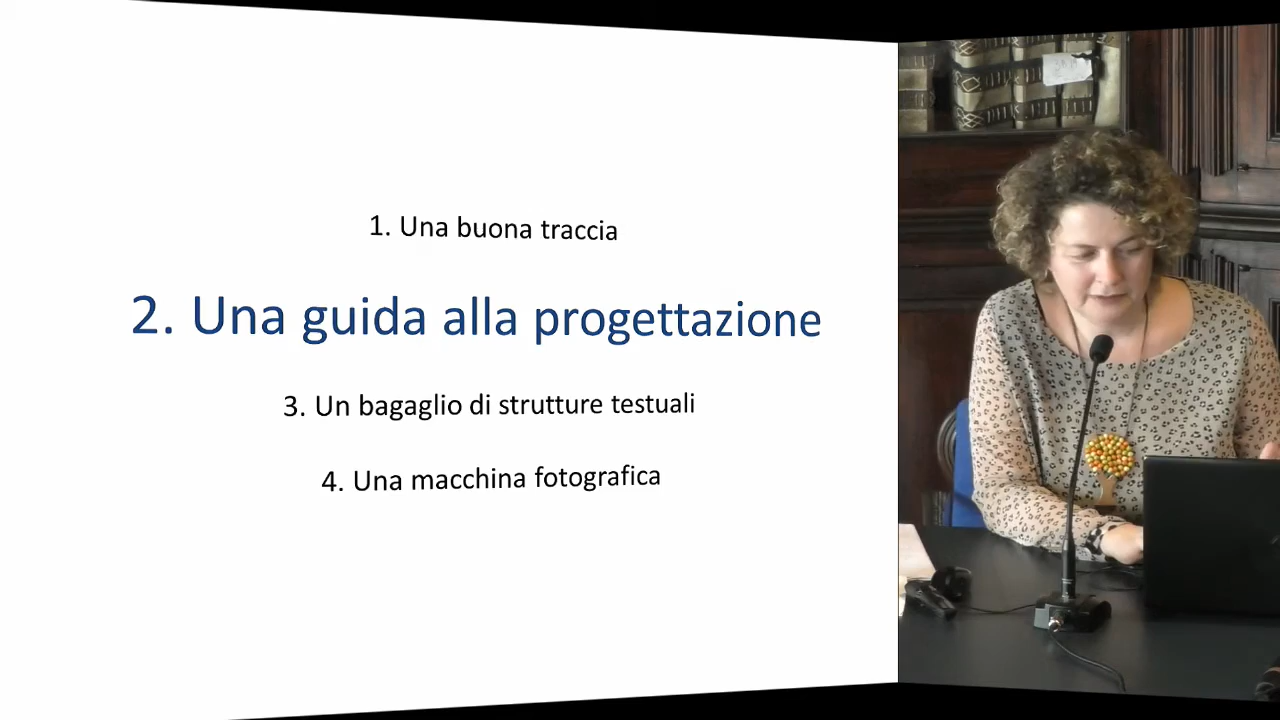 1. Una buona traccia
2. Una guida alla progettazione
3. Un bagaglio di strutture testuali
4. Una macchina fotografica